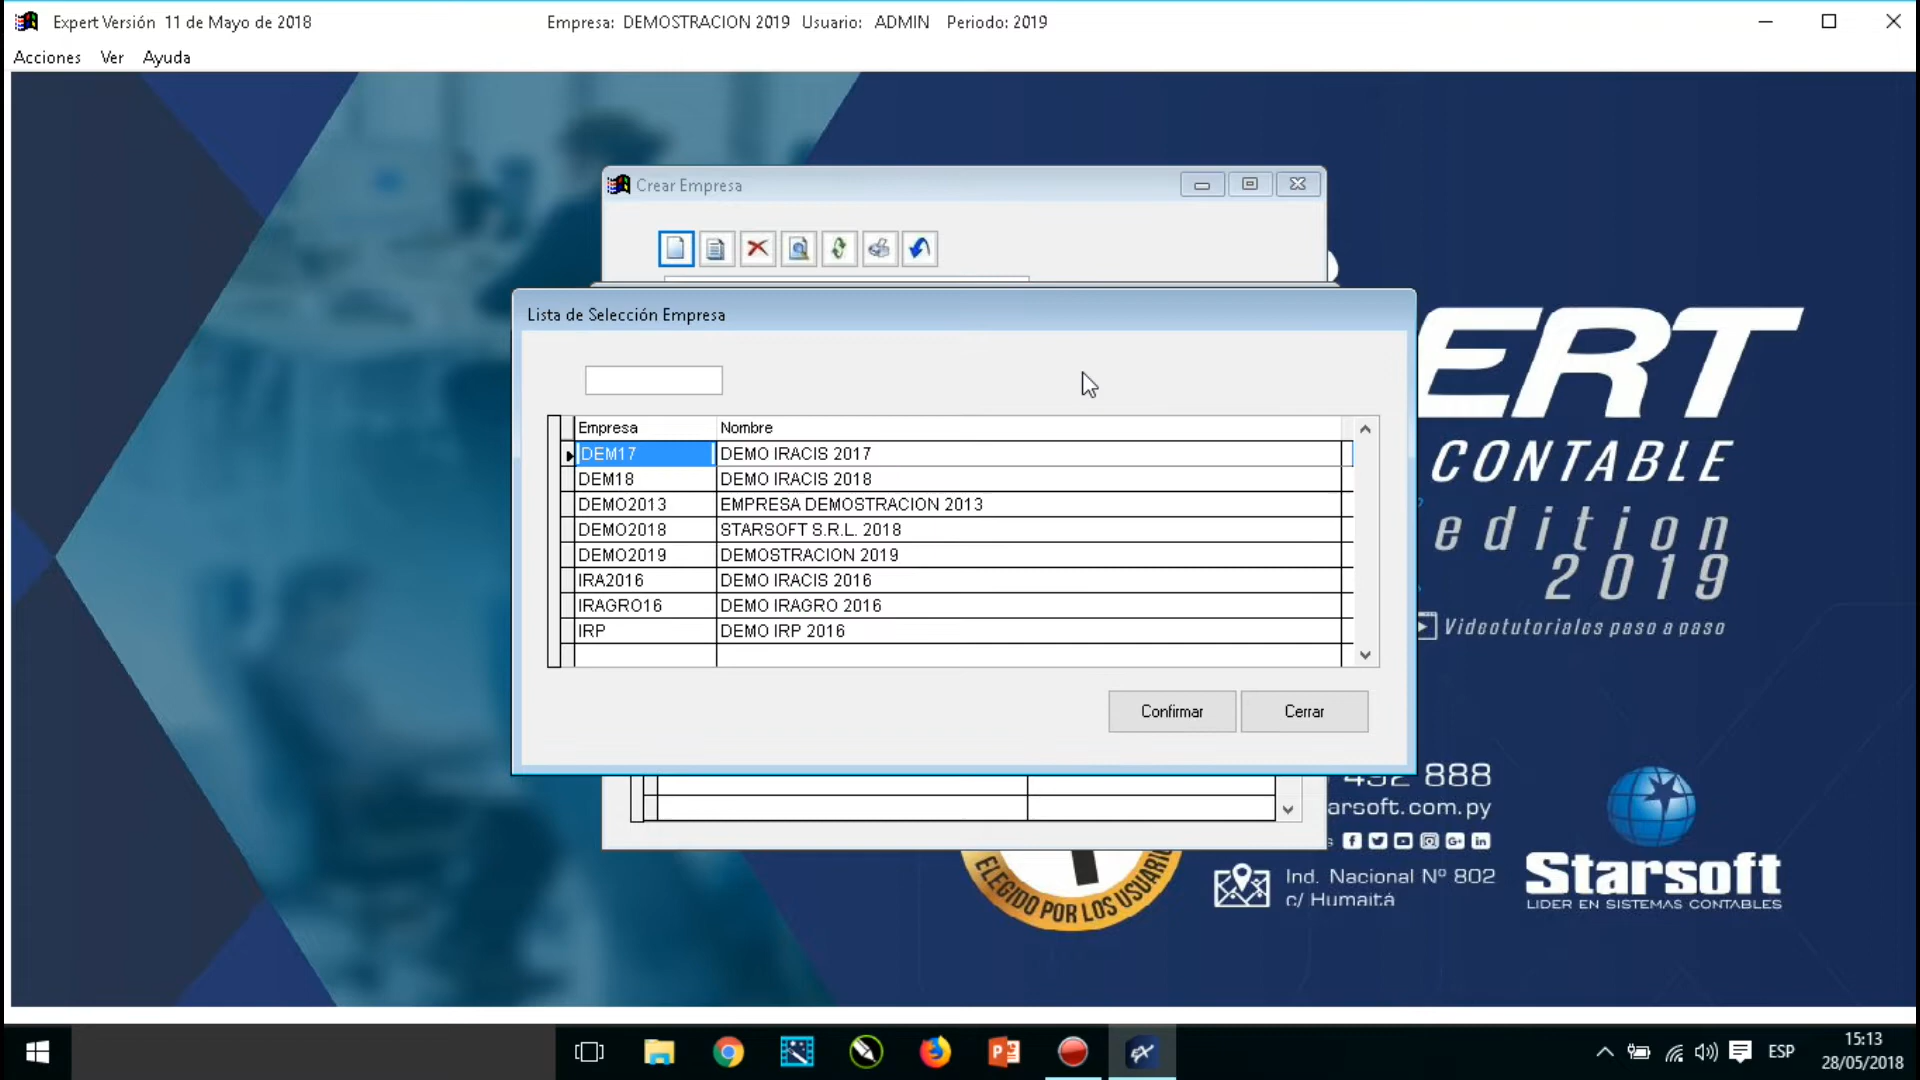 Expert Versión 11 de Mayo de 2018
Empresa: DEMOSTRACION 2019 Usuario: ADMIN Periodo: 2019
Acciones Ver Ayuda
Crear Empresa
Lista de Selección Empresa
Empresa Nombre
DEM17 DEMO IRACIS 2017
DEM18 DEMO IRACIS 2018
DEMO2013 EMPRESA DEMOSTRACION 2013
DEMO2018 STARSOFT S.R.L. 2018
DEMO2019 DEMOSTRACION 2019
IRA2016 DEMO IRACIS 2016
IRAGRO16 DEMO IRAGRO 2016
IRP DEMO IRP 2016
Confirmar Cerrar
ERT
CONTABLE
edition
2019
Videotutoriales paso a paso
888
arsoft.com.py
Ind. Nacional Nº 802
c/ Humaitá
ELEGIDO POR LOS USUARIO
Starsoft
LIDER EN SISTEMAS CONTABLES
ESP
15:13
28/05/2018